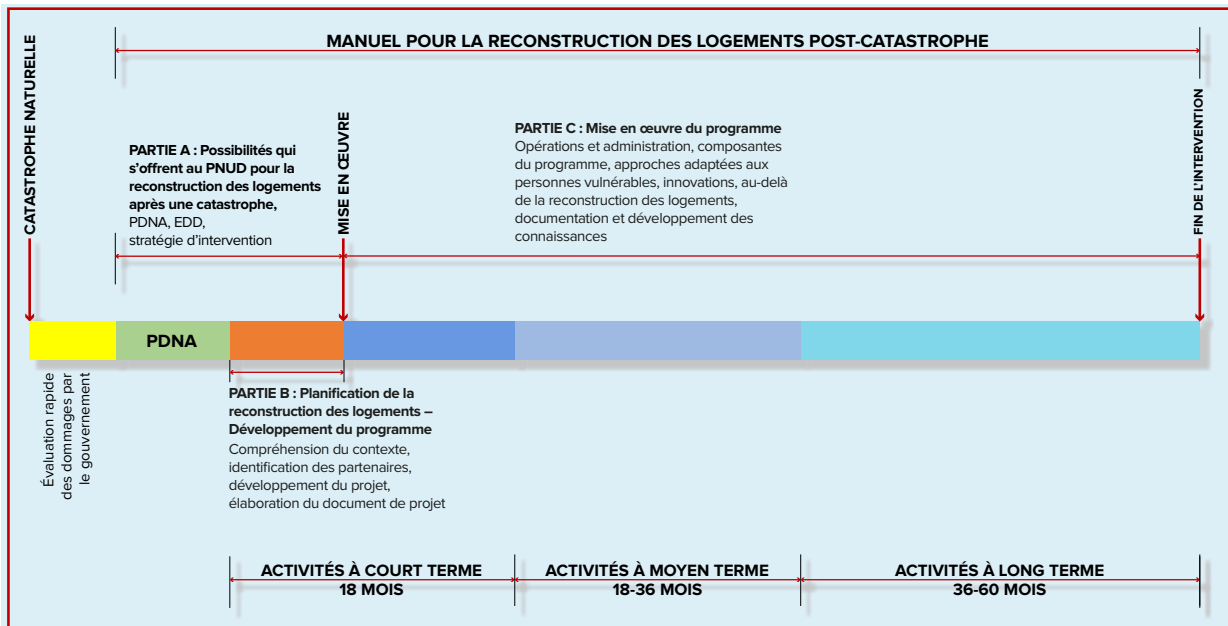 MANUEL POUR LA RECONSTRUCTION DES LOGEMENTS POST-CATASTROPHE
CATASTROPHE NATURELLE
PARTIE A : Possibilités qui
s’offrent au PNUD pour la
reconstruction des logements
après une catastrophe,
PDNA, EDD,
stratégie d’intervention
MISE EN ŒUVRE
PARTIE C : Mise en œuvre du programme
Opérations et administration, composantes
du programme, approches adaptées aux
personnes vulnérables, innovations, au-delà
de la reconstruction des logements,
documentation et développement des
connaissances
FIN DE L’INTERVENTION
PDNA
Évaluation rapide
des dommages par
le gouvernement
PARTIE B : Planification de la
reconstruction des logements –
Développement du programme
Compréhension du contexte,
identification des partenaires,
développement du projet,
élaboration du document de projet
ACTIVITÉS À COURT TERME
18 MOIS
ACTIVITÉS À MOYEN TERME
18-36 MOIS
ACTIVITÉS À LONG TERME
36-60 MOIS